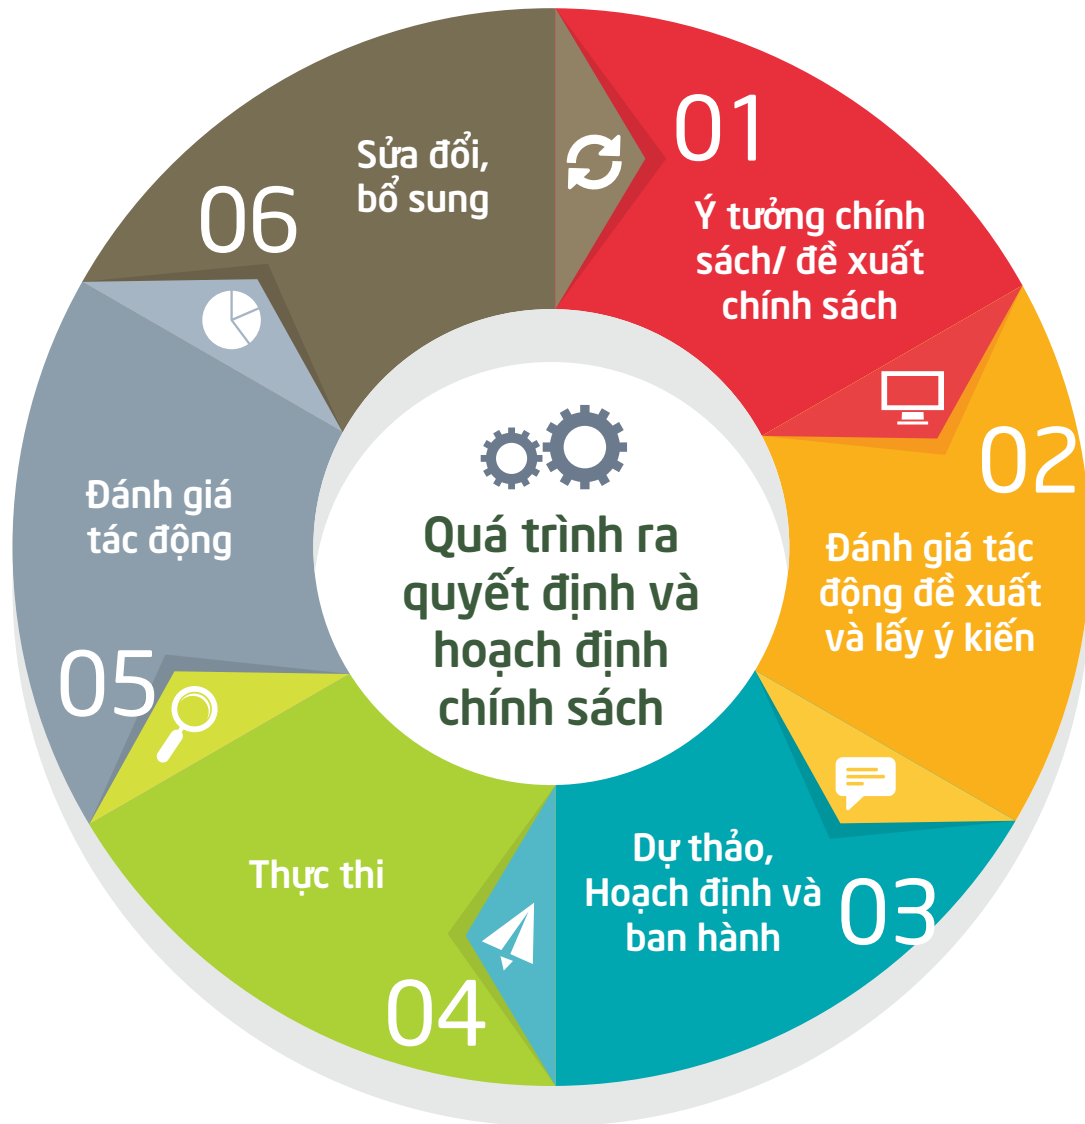 Quá trình ra
quyết định và
hoạch định
chính sách
01
Ý tưởng chính
sách/ đề xuất
chính sách
02
Đánh giá tác
động đề xuất
và lấy ý kiến
03
Dự thảo,
Hoạch định và
ban hành
04
Thực thi
05
Đánh giá
tác động
06
Sửa đổi,
bổ sung